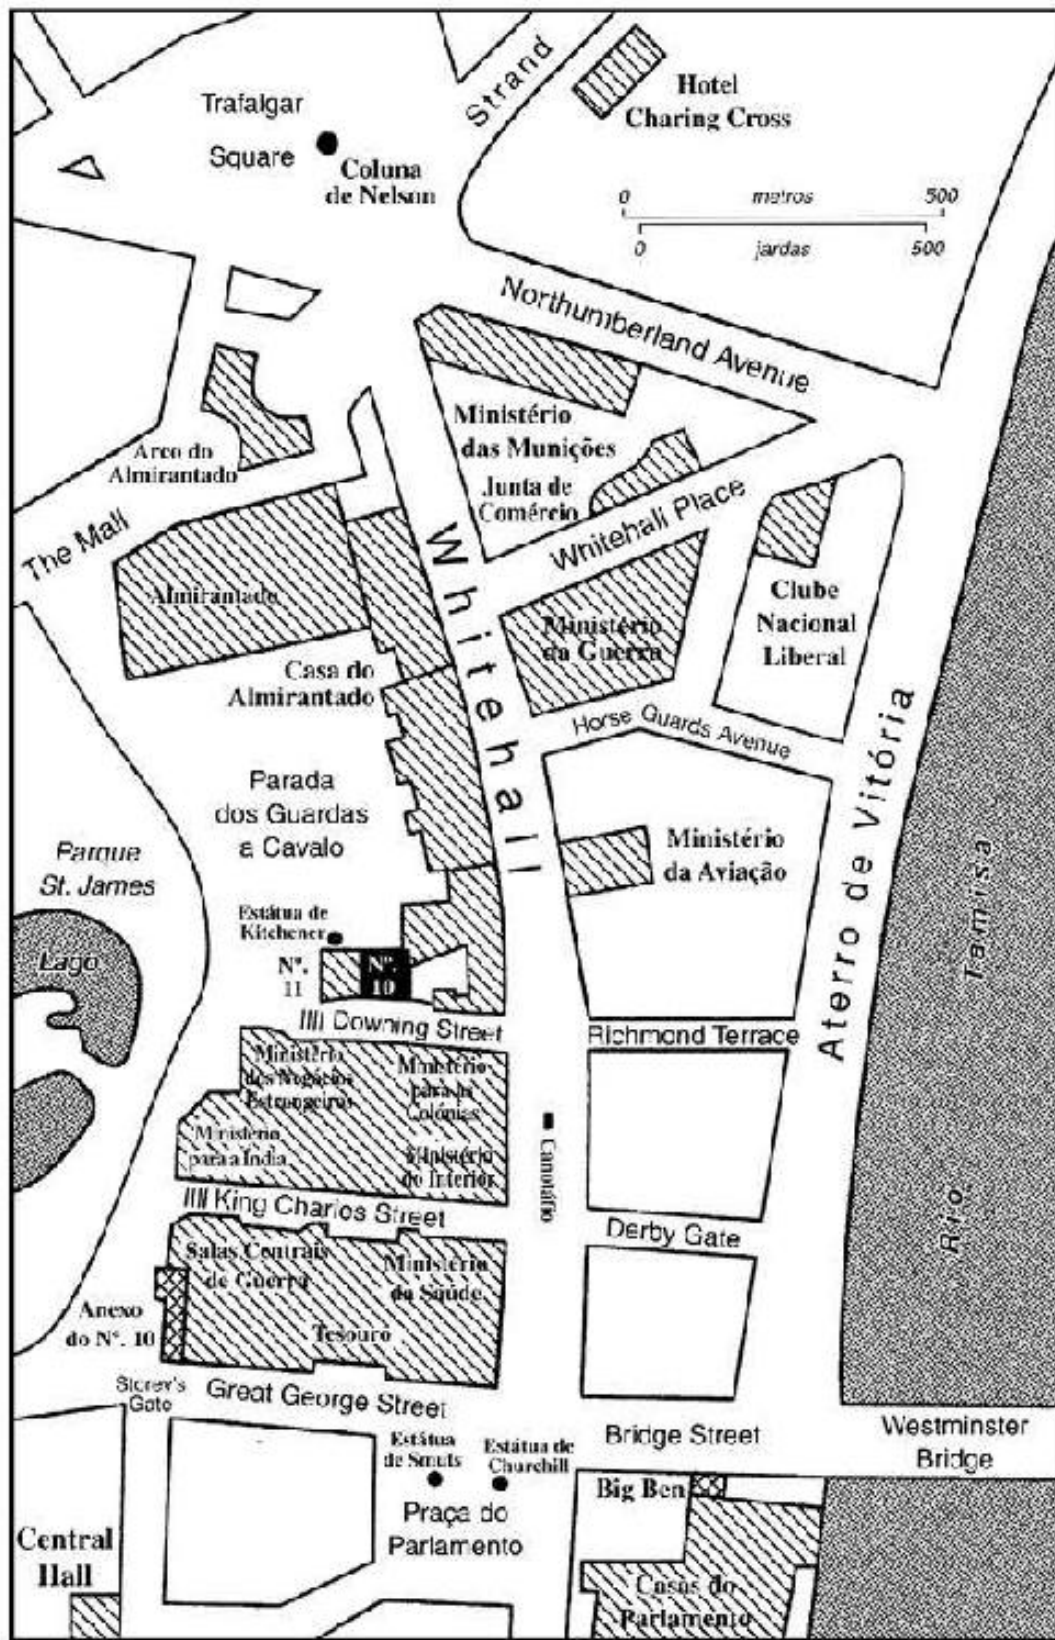 Strand
Hotel
Charing Cross
Trafalgar
Square
Coluna
de Nelson
0 metros 500
0 jardas 500
Northumberland Avenue
Ministério
das Munições
Junta de
Comércio
Arco do
Almirantado
The Mall
Whitehall Place
Whitehall
Almirantado
Clube
Nacional
Liberal
Ministério
da Guerra
Casa do
Almirantado
Horse Guards Avenue
Aterro de Vitória
Parada
dos Guardas
a Cavalo
Ministério
da Aviação
Parque
St. James
Rio Tamisa
Estátua de
Kitchener
Lago
Nº.
11
Nº.
10
Downing Street
Richmond Terrace
Ministério
dos Negócios
Estrangeiros
Ministério
para as
Colónias
Ministério
para a Índia
Ministério
do Interior
Cenotáfio
King Charles Street
Derby Gate
Salas Centrais
de Guerra
Ministério
da Saúde
Anexo
do Nº. 10
Tesouro
Storey's
Gate
Great George Street
Bridge Street
Westminster
Bridge
Estátua
de Smuts
Estátua de
Churchill
Big Ben
Praça do
Parlamento
Central
Hall
Casas do
Parlamento